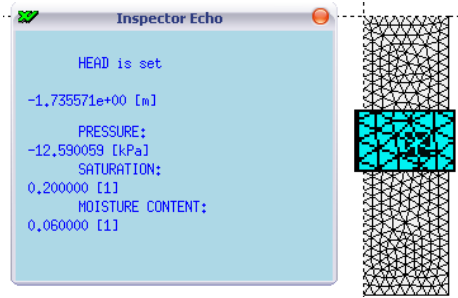 Inspector Echo
HEAD is set
-1.735571e+00 [m]
PRESSURE:
-12.590059 [kPa]
SATURATION:
0.200000 [1]
MOISTURE CONTENT:
0.060000 [1]